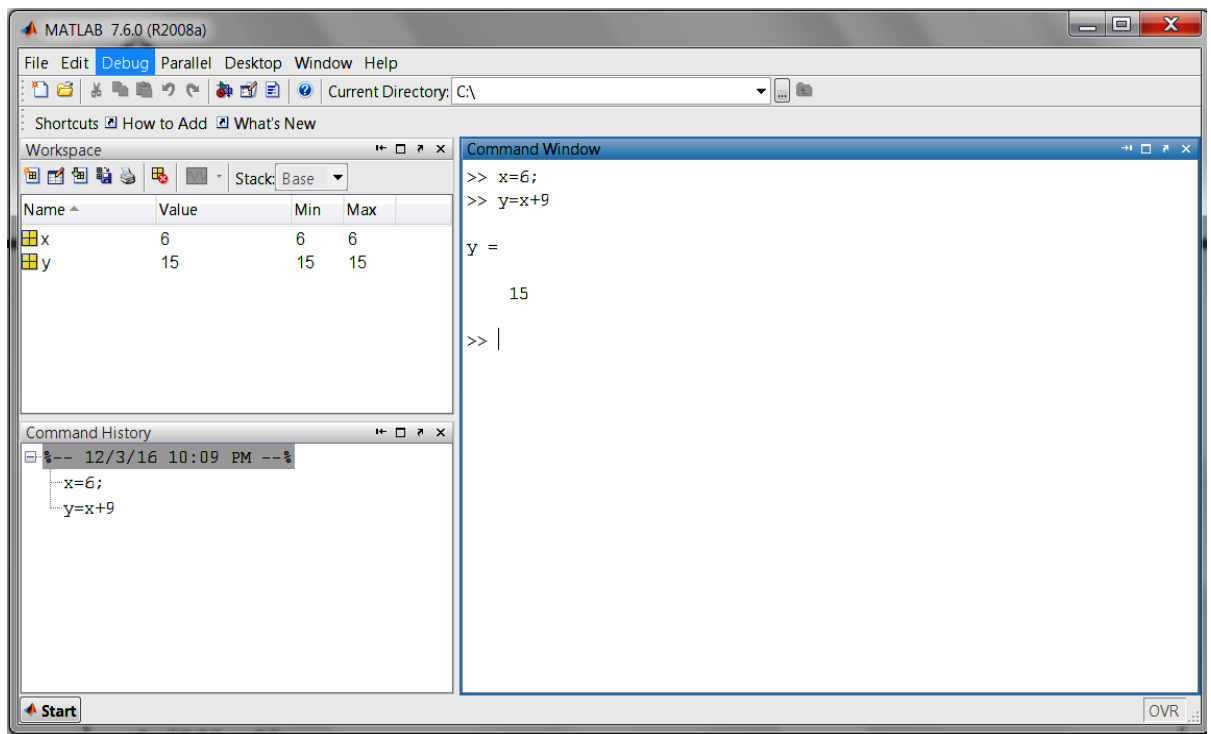 MATLAB 7.6.0 (R2008a)
File Edit Debug Parallel Desktop Window Help
Current Directory: C:\ ...
Shortcuts How to Add What's New
Workspace
Stack: Base
Name Value Min Max
x 6 6 6
y 15 15 15
Command History
%-- 12/3/16 10:09 PM --%
x=6;
y=x+9
Command Window
>> x=6;
>> y=x+9
y =
15
>>
Start
OVR